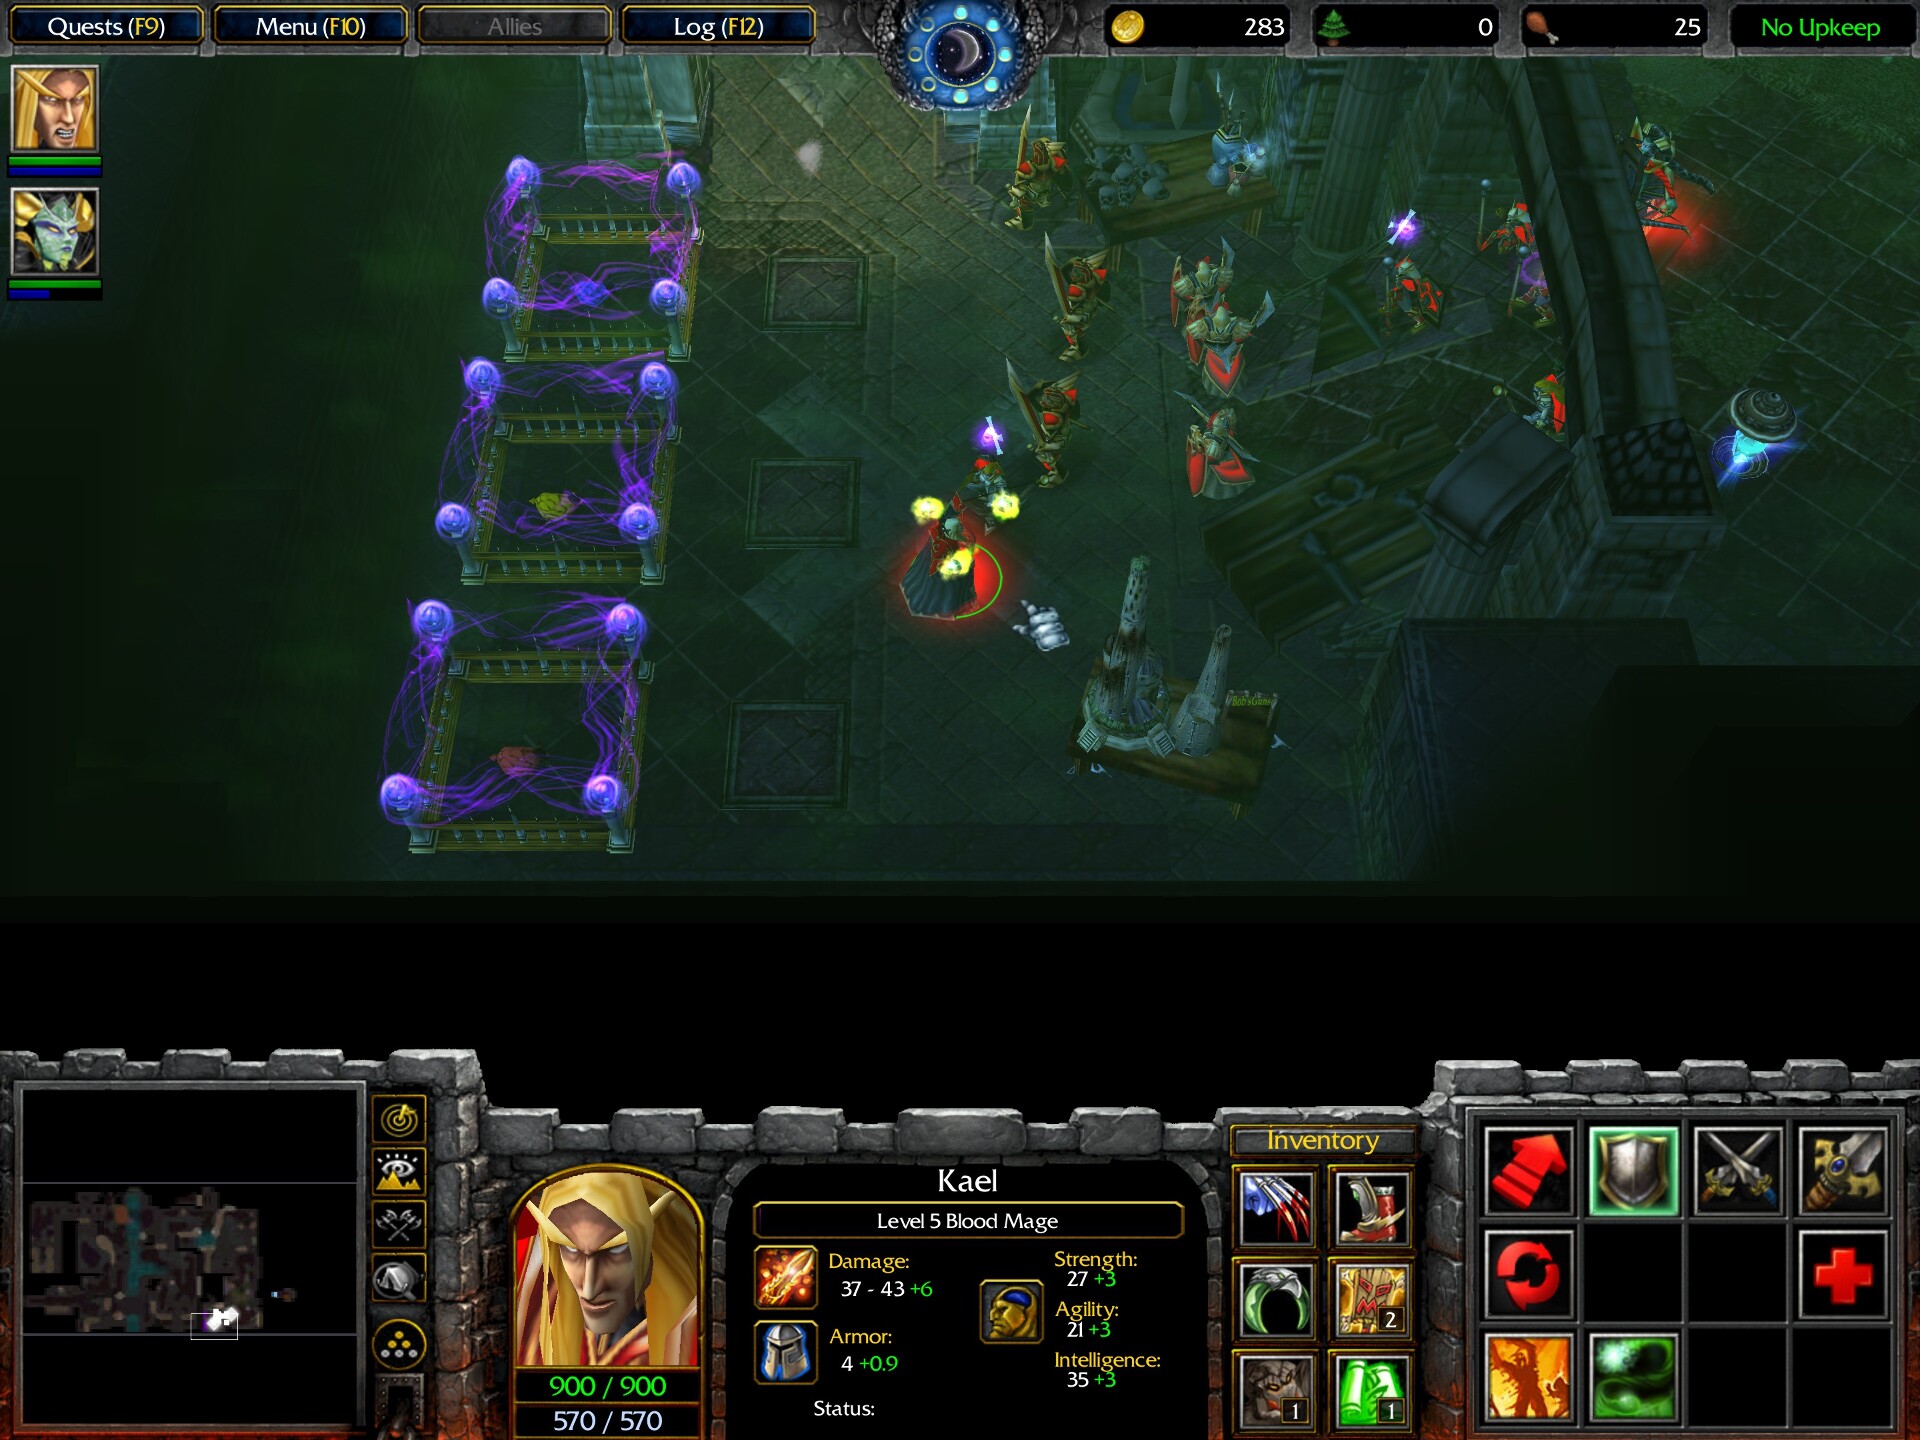 Quests (F9)
Menu (F10)
Allies
Log (F12)
283
0
25
No Upkeep
Bob's Guns
Inventory
Kael
Level 5 Blood Mage
Damage:
37 - 43 +6
Armor:
4 +0.9
Strength:
27 +3
Agility:
21 +3
Intelligence:
35 +3
Status:
900 / 900
570 / 570
2
1
1